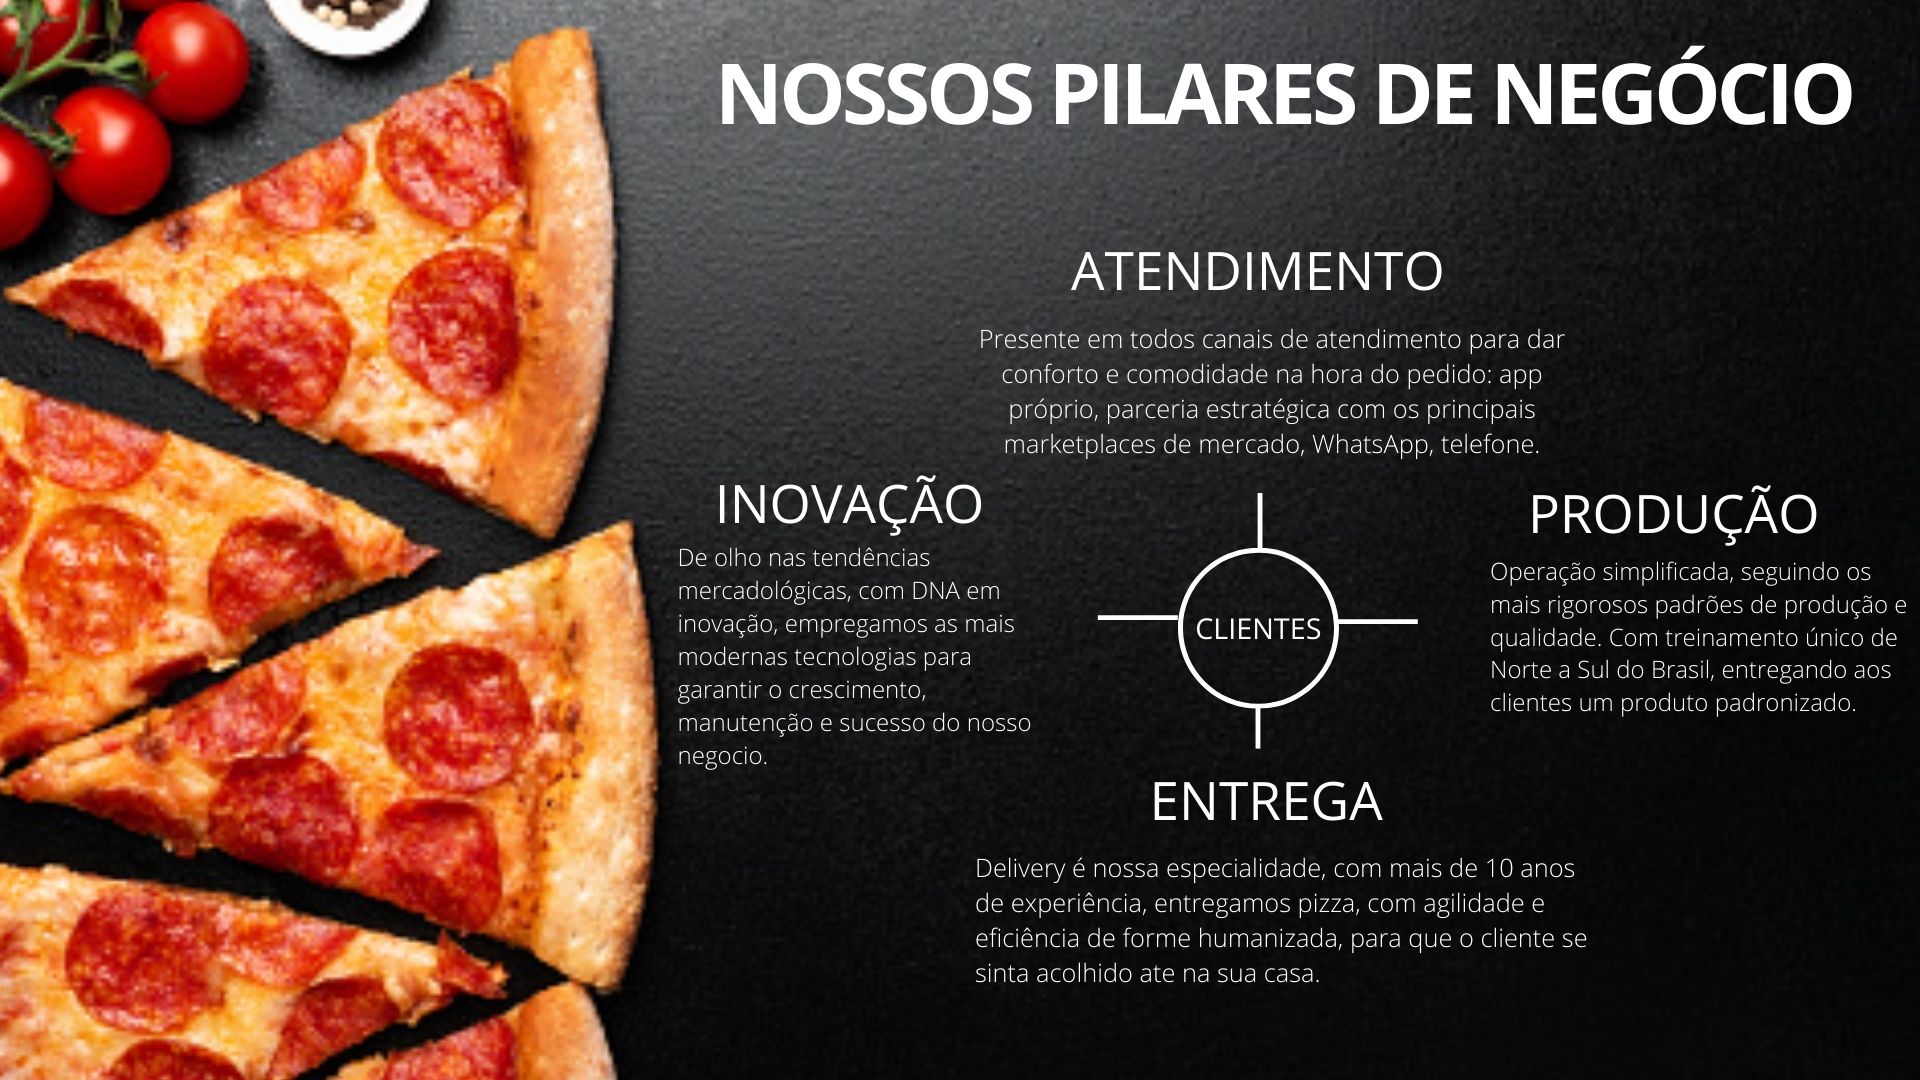 NOSSOS PILARES DE NEGÓCIO
ATENDIMENTO
Presente em todos canais de atendimento para dar
conforto e comodidade na hora do pedido: app
próprio, parceria estratégica com os principais
marketplaces de mercado, WhatsApp, telefone.
INOVAÇÃO
De olho nas tendências
mercadológicas, com DNA em
inovação, empregamos as mais
modernas tecnologias para
garantir o crescimento,
manutenção e sucesso do nosso
negocio.
CLIENTES
PRODUÇÃO
Operação simplificada, seguindo os
mais rigorosos padrões de produção e
qualidade. Com treinamento único de
Norte a Sul do Brasil, entregando aos
clientes um produto padronizado.
ENTREGA
Delivery é nossa especialidade, com mais de 10 anos
de experiência, entregamos pizza, com agilidade e
eficiência de forme humanizada, para que o cliente se
sinta acolhido ate na sua casa.